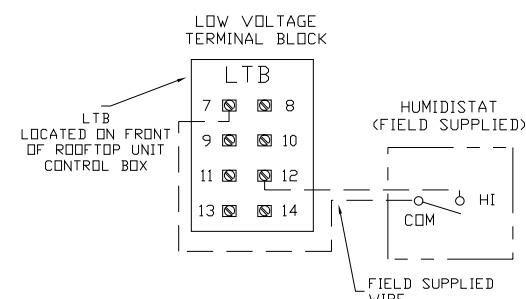 LOW VOLTAGE
TERMINAL BLOCK
LTB
7 8
9 10
11 12
13 14
LTB
LOCATED ON FRONT
OF ROOFTOP UNIT
CONTROL BOX
HUMIDISTAT
(FIELD SUPPLIED)
HI
COM
FIELD SUPPLIED
WIRE